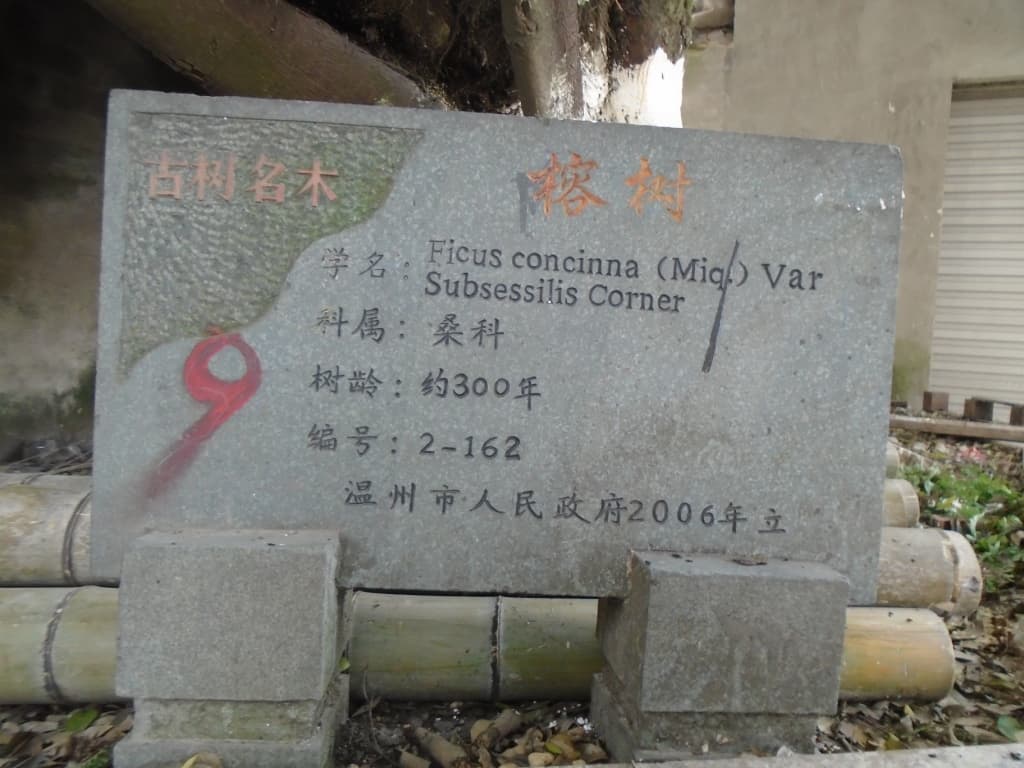 古树名木
榕树
学名：Ficus concinna (Miq.) Var
Subsessilis Corner
科属：桑科
树龄：约300年
编号：2-162
温州市人民政府2006年立
9